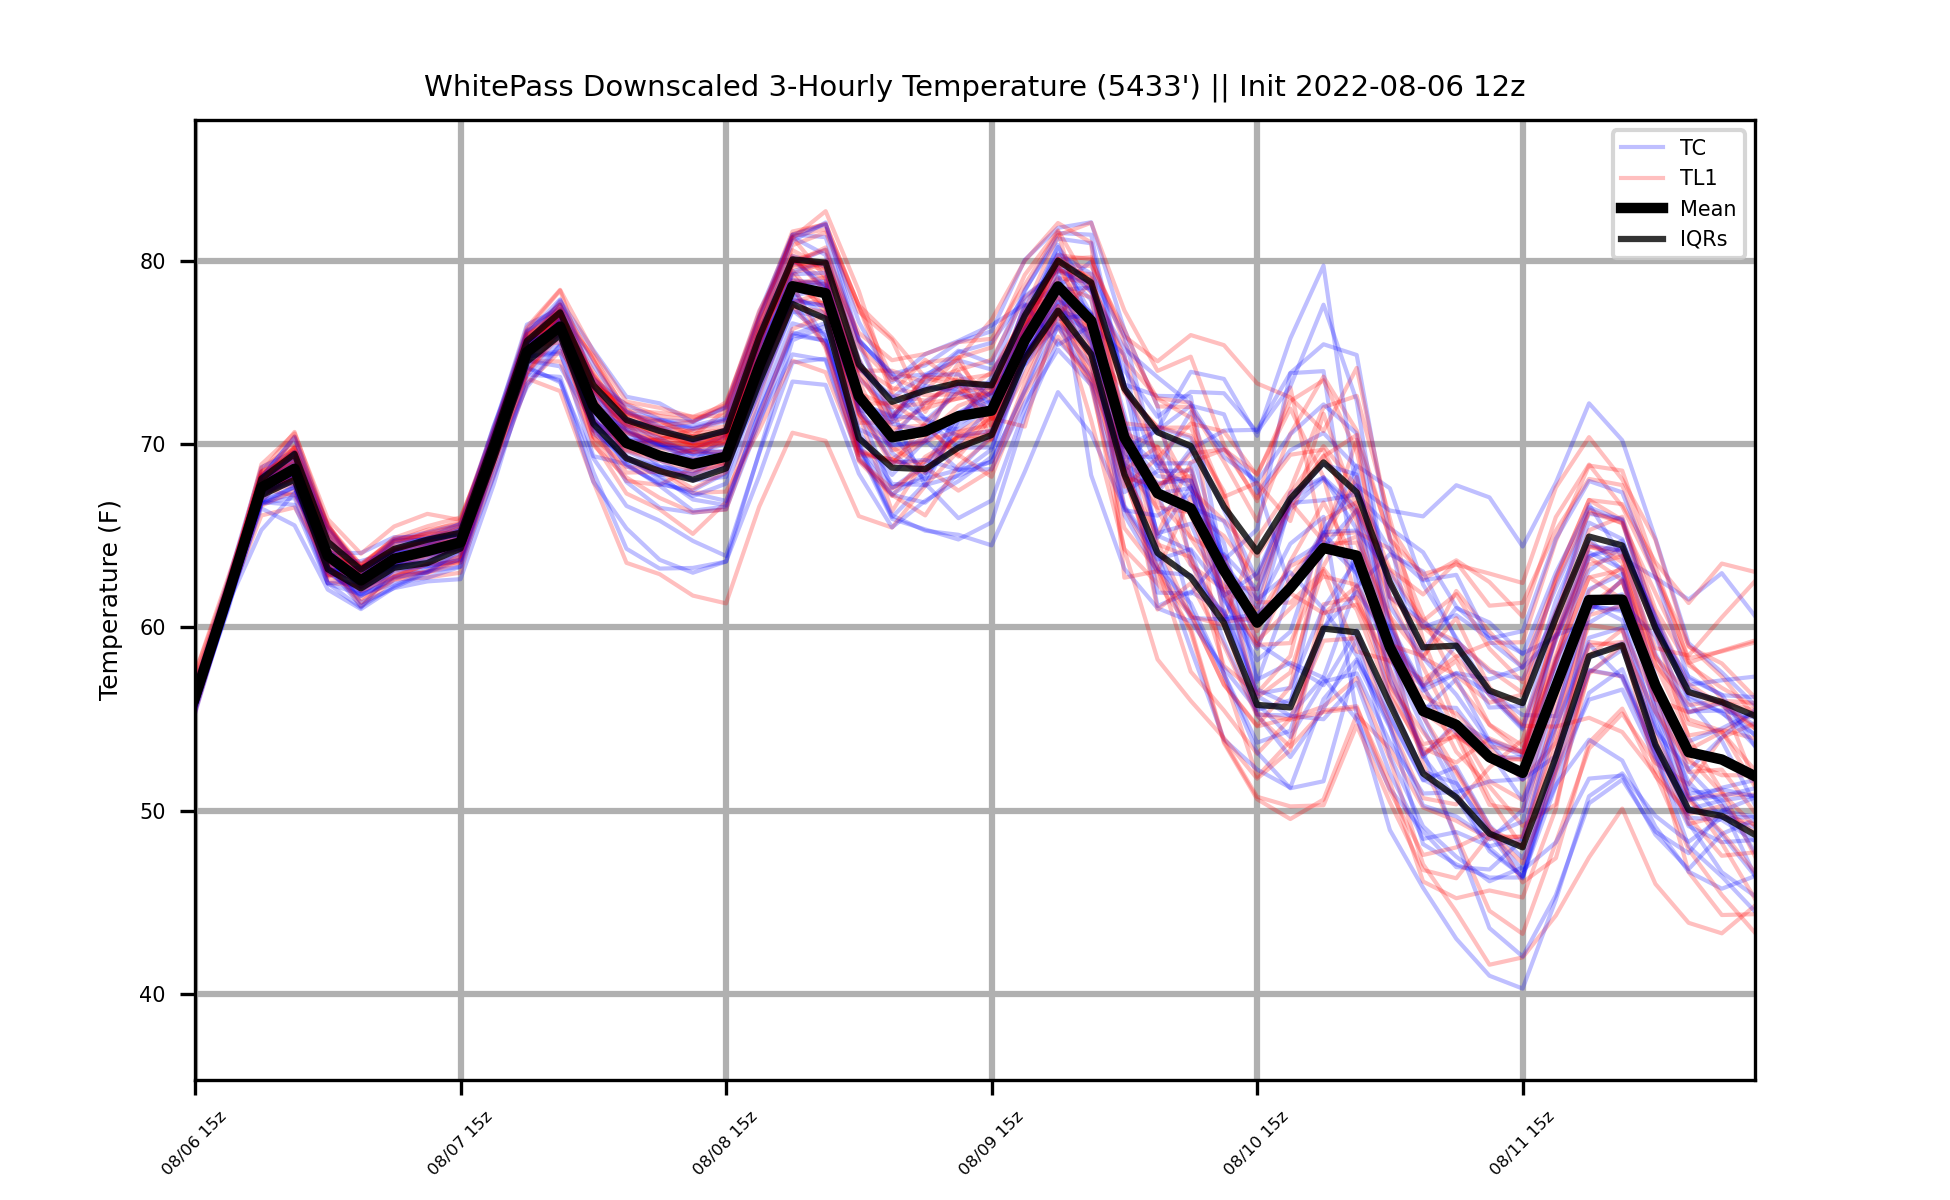 WhitePass Downscaled 3-Hourly Temperature (5433') || Init 2022-08-06 12z
TC
TL1
Mean
IQRs
Temperature (F)
80
70
60
50
40
08/06 15z
08/07 15z
08/08 15z
08/09 15z
08/10 15z
08/11 15z